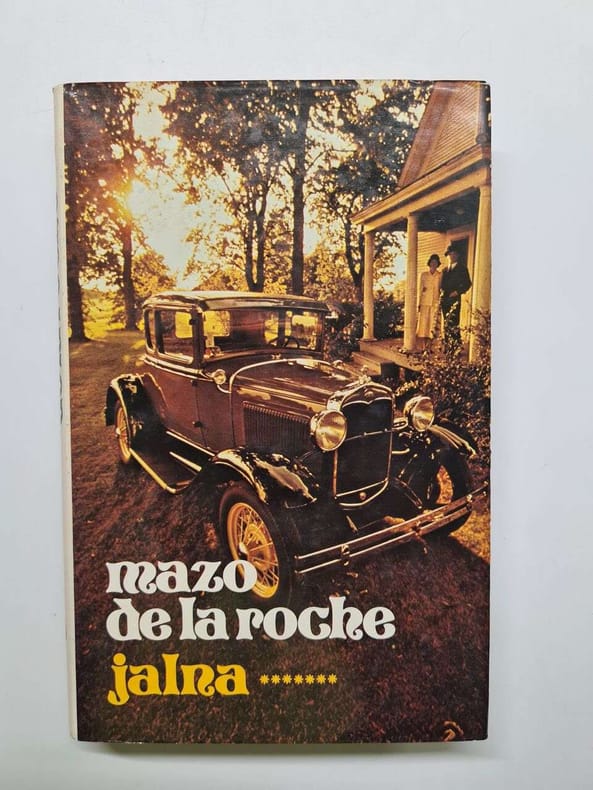 mazo
de la roche
jalna *******